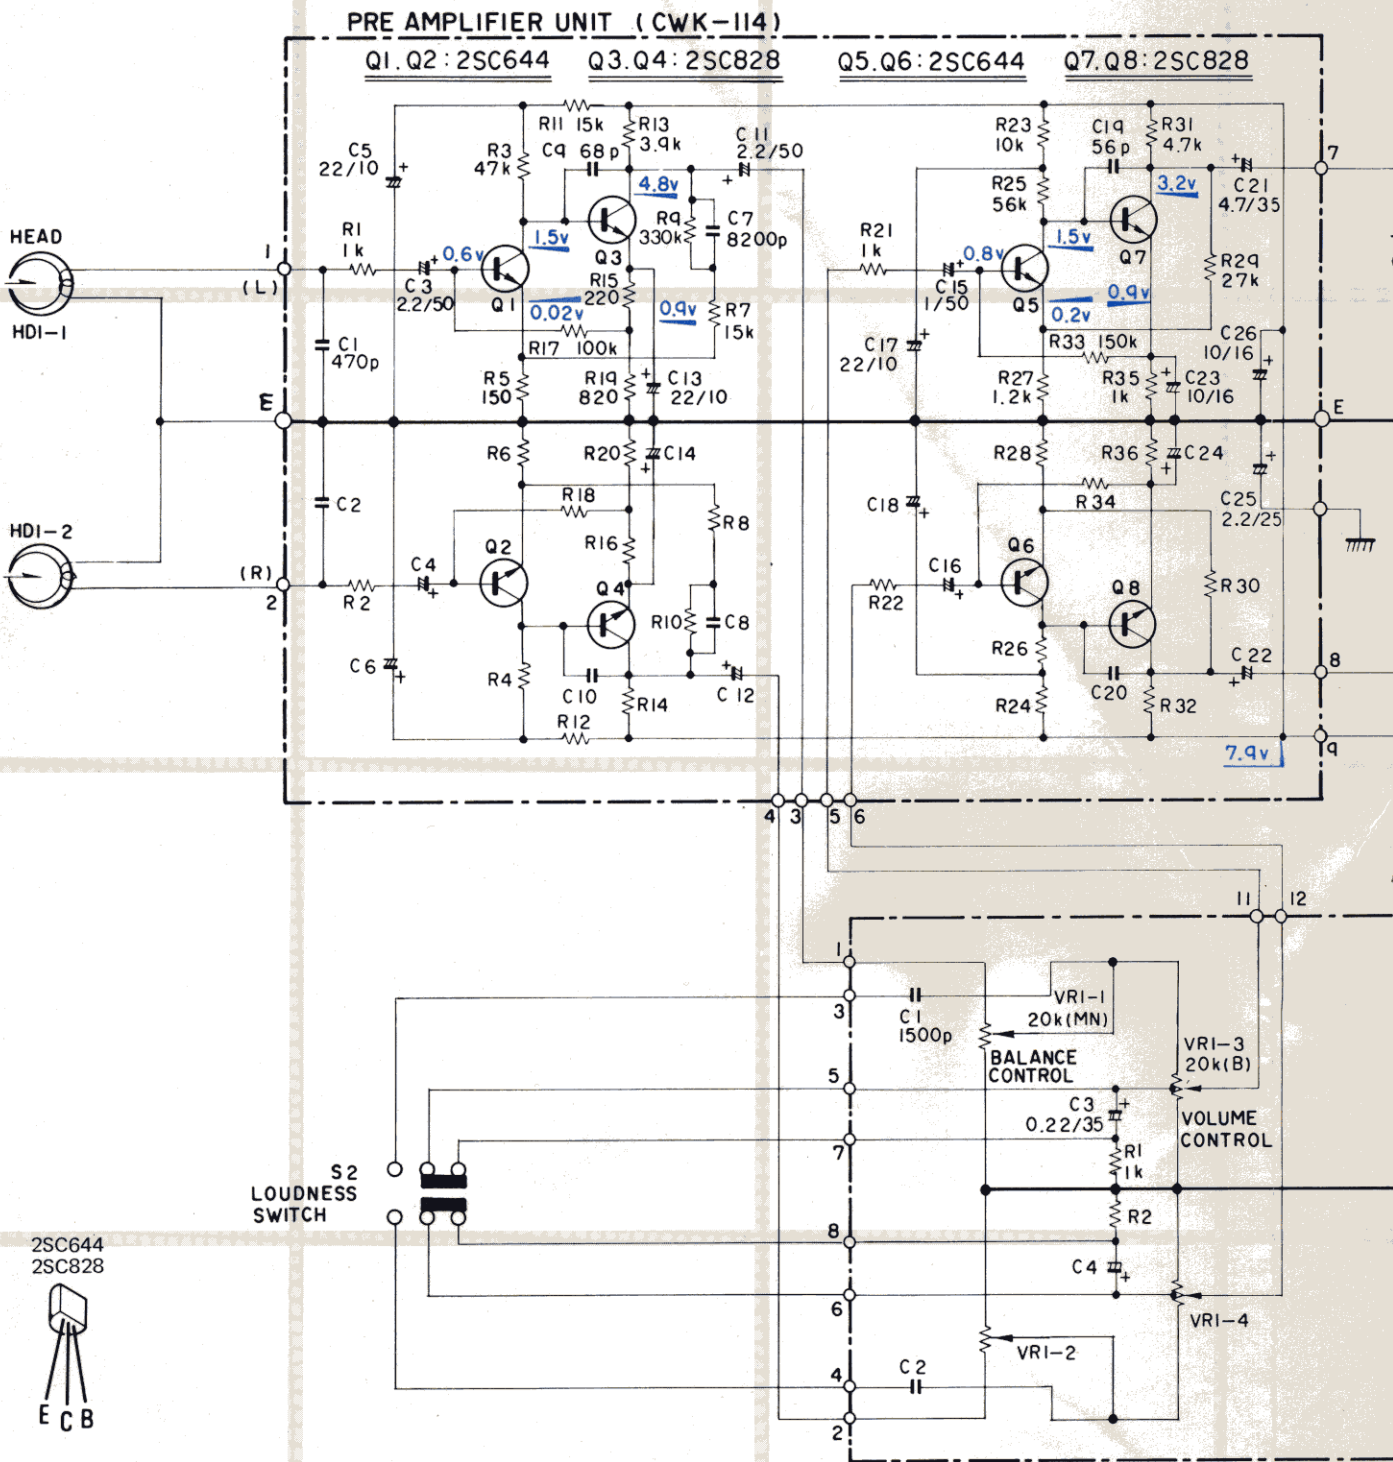 PRE AMPLIFIER UNIT (CWK-114)
Q1.Q2:2SC644
Q3.Q4:2SC828
Q5.Q6:2SC644
Q7.Q8:2SC828
R11 15k
R13
3.9k
C11
2.2/50
R23
10k
C19
56p
R31
4.7k
C5
22/10
R3
47k
C9 68p
4.8v
R25
56k
3.2v
C21
4.7/35
7
HEAD
HD1-1
1
(L)
R1
1k
0.6v
C3
2.2/50
Q1
1.5v
0.02v
Q3
R9
330k
C7
8200p
R15
220
0.9v
R7
15k
R17 100k
R21
1k
0.8v
C15
1/50
Q5
1.5v
0.2v
0.9v
Q7
R29
27k
C1
470p
R5
150
R19
820
C13
22/10
C17
22/10
R33 150k
R27
1.2k
R35
1k
C23
10/16
C26
10/16
E
E
R6
R20
C14
R28
R36
C24
C2
R18
R8
C18
R34
C25
2.2/25
HD1-2
(R)
2
R2
C4
Q2
R16
Q4
R10
C8
R22
C16
Q6
Q8
R30
C6
R4
C10
R14
C12
R26
C20
C22
8
R12
R24
R32
7.9v
9
4 3 5 6
11 12
1
3
C1
1500p
VR1-1
20k(MN)
BALANCE
CONTROL
VR1-3
20k(B)
5
C3
0.22/35
VOLUME
CONTROL
7
R1
1k
S2
LOUDNESS
SWITCH
R2
8
C4
6
VR1-4
VR1-2
4
C2
2
2SC644
2SC828
E C B